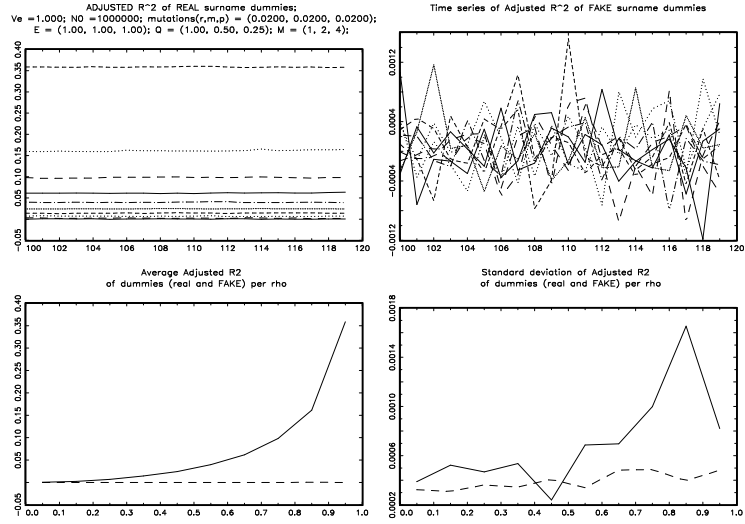 ADJUSTED R^2 of REAL surname dummies;
Ve =1.000; N0 =1000000; mutations(r,m,p) = (0.0200, 0.0200, 0.0200);
E = (1.00, 1.00, 1.00); Q = (1.00, 0.50, 0.25); M = (1, 2, 4);
0.40
0.35
0.30
0.25
0.20
0.15
0.10
0.05
-0.05
100 102 104 106 108 110 112 114 116 118 120
Time series of Adjusted R^2 of FAKE surname dummies
0.0012
0.0004
-0.0004
-0.0012
100 102 104 106 108 110 112 114 116 118 120
Average Adjusted R2
of dummies (real and FAKE) per rho
0.40
0.35
0.30
0.25
0.20
0.15
0.10
0.05
0.00
-0.05
0.0 0.1 0.2 0.3 0.4 0.5 0.6 0.7 0.8 0.9 1.0
Standard deviation of Adjusted R2
of dummies (real and FAKE) per rho
0.0018
0.0014
0.0010
0.0006
0.0002
0.0 0.1 0.2 0.3 0.4 0.5 0.6 0.7 0.8 0.9 1.0